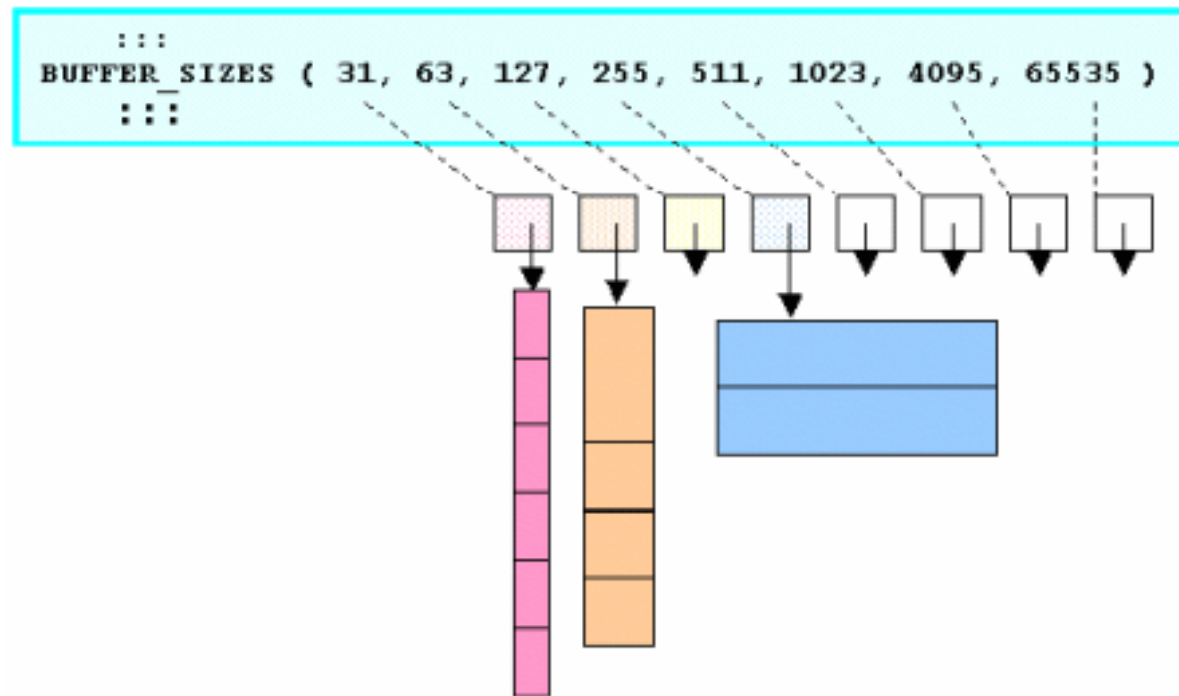 :::
BUFFER_SIZES ( 31, 63, 127, 255, 511, 1023, 4095, 65535 )
:::